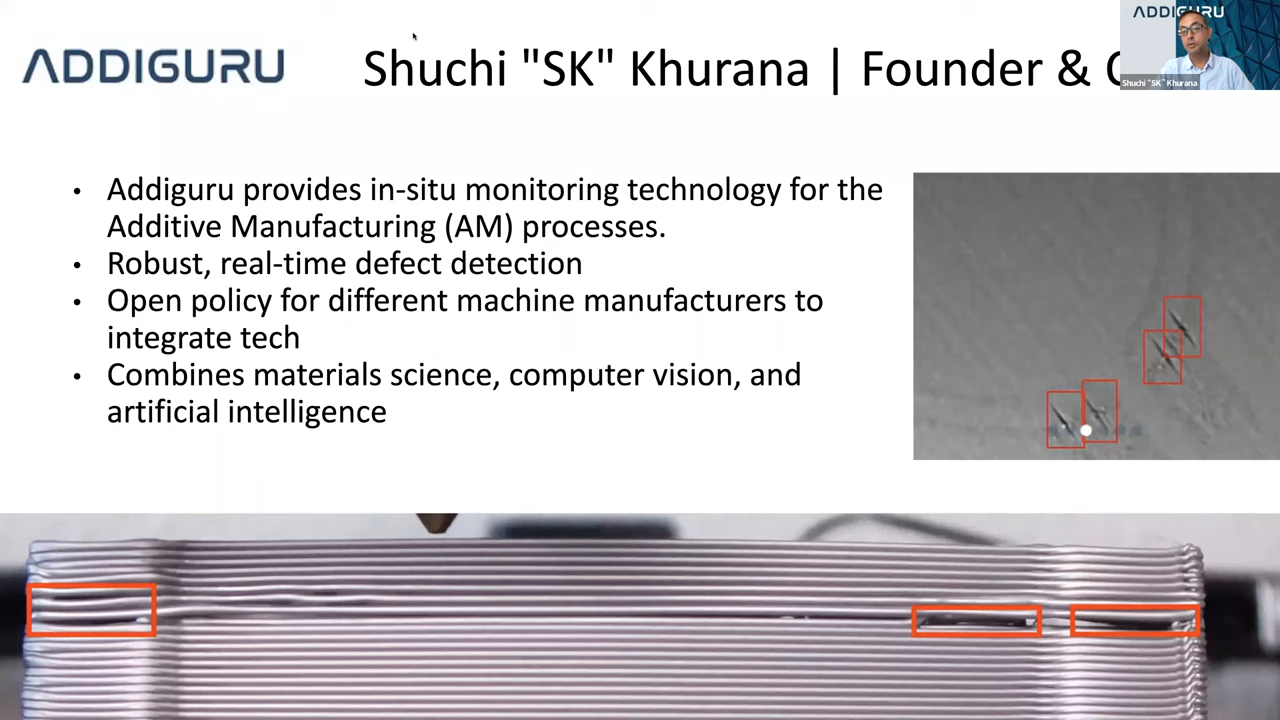 ADDIGURU
Shuchi "SK" Khurana | Founder &
ADDIGURU
Shuchi "SK" Khurana
• Addiguru provides in-situ monitoring technology for the
Additive Manufacturing (AM) processes.
• Robust, real-time defect detection
• Open policy for different machine manufacturers to
integrate tech
• Combines materials science, computer vision, and
artificial intelligence